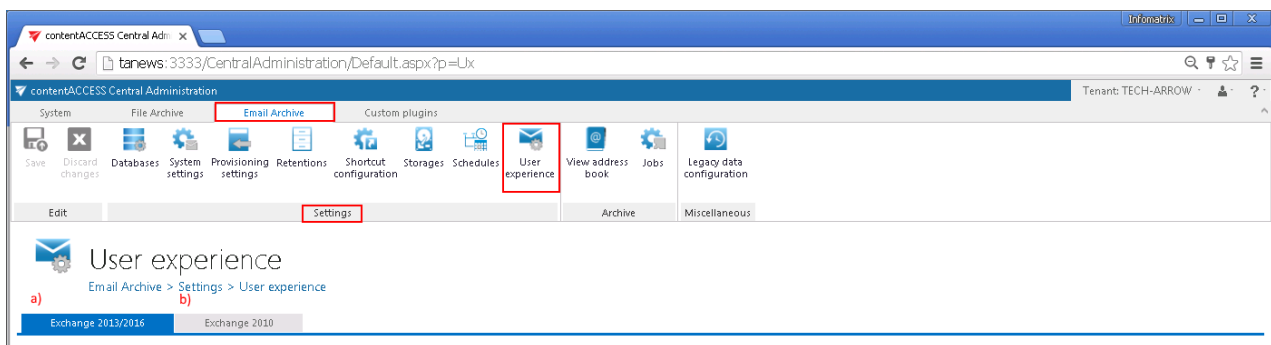 Infomatrix
contentACCESS Central Adm
tanews:3333/CentralAdministration/Default.aspx?p=Ux
contentACCESS Central Administration
Tenant: TECH-ARROW
?
System File Archive Email Archive Custom plugins
Save Discard changes Databases System settings Provisioning settings Retentions Shortcut configuration Storages Schedules User experience View address book Jobs Legacy data configuration
Edit Settings Archive Miscellaneous
User experience
Email Archive > Settings > User experience
a) b)
Exchange 2013/2016 Exchange 2010